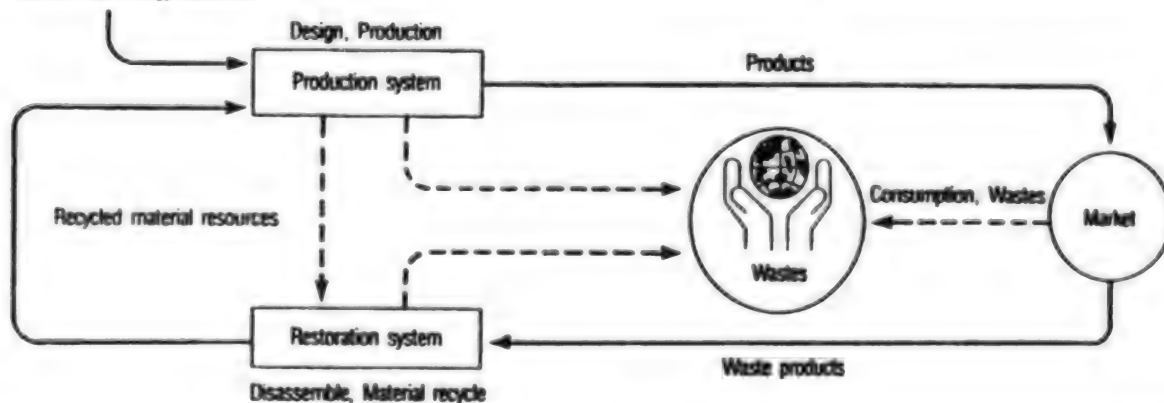 Design, Production
Production system
Products
Consumption, Wastes
Market
Recycled material resources
Wastes
Restoration system
Waste products
Disassemble, Material recycle